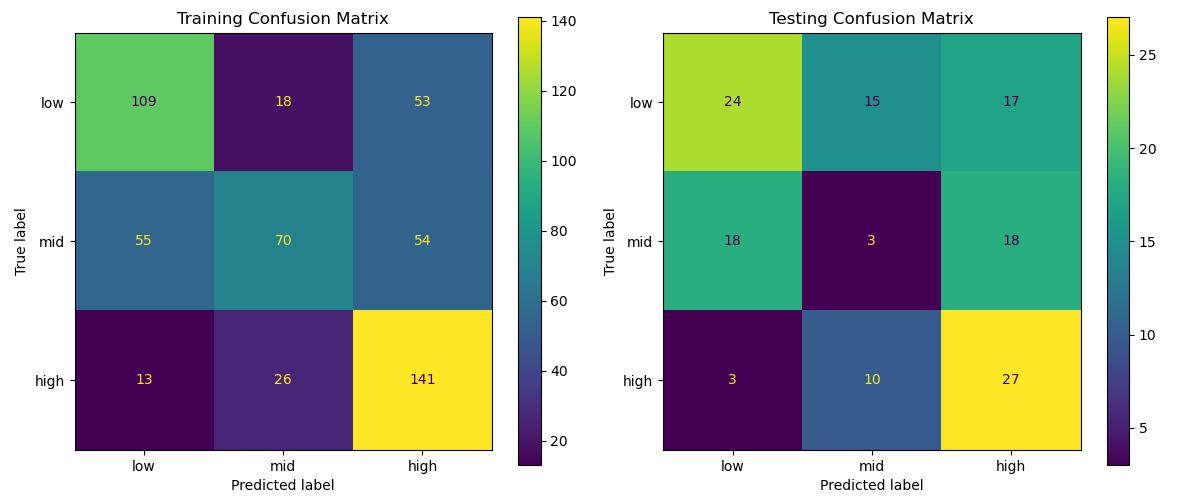 Training Confusion Matrix
True label
low
mid
high
109 18 53
55 70 54
13 26 141
low mid high
Predicted label
140
120
100
80
60
40
20
Testing Confusion Matrix
True label
low
mid
high
24 15 17
18 3 18
3 10 27
low mid high
Predicted label
25
20
15
10
5